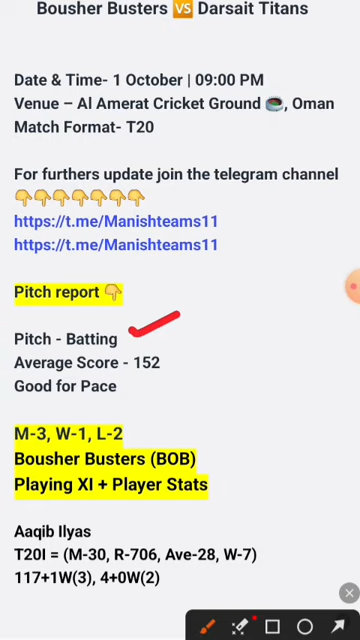 Bousher Busters 🆚 Darsait Titans
Date & Time- 1 October | 09:00 PM
Venue – Al Amerat Cricket Ground 🏟️, Oman
Match Format- T20
For furthers update join the telegram channel
👇👇👇👇👇👇👇
https://t.me/Manishteams11
https://t.me/Manishteams11
Pitch report 👇
Pitch - Batting
Average Score - 152
Good for Pace
M-3, W-1, L-2
Bousher Busters (BOB)
Playing XI + Player Stats
Aaqib Ilyas
T20I = (M-30, R-706, Ave-28, W-7)
117+1W(3), 4+0W(2)